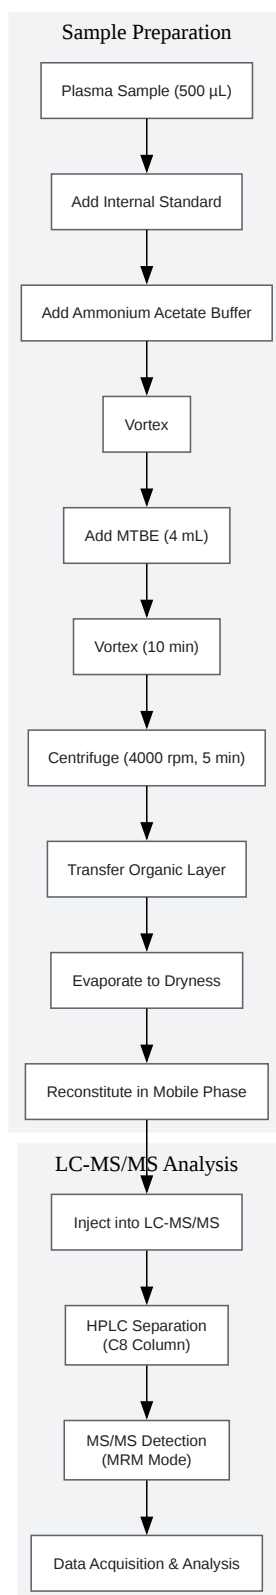 Sample Preparation
Plasma Sample (500 µL)
Add Internal Standard
Add Ammonium Acetate Buffer
Vortex
Add MTBE (4 mL)
Vortex (10 min)
Centrifuge (4000 rpm, 5 min)
Transfer Organic Layer
Evaporate to Dryness
Reconstitute in Mobile Phase
LC-MS/MS Analysis
Inject into LC-MS/MS
HPLC Separation
(C8 Column)
MS/MS Detection
(MRM Mode)
Data Acquisition & Analysis